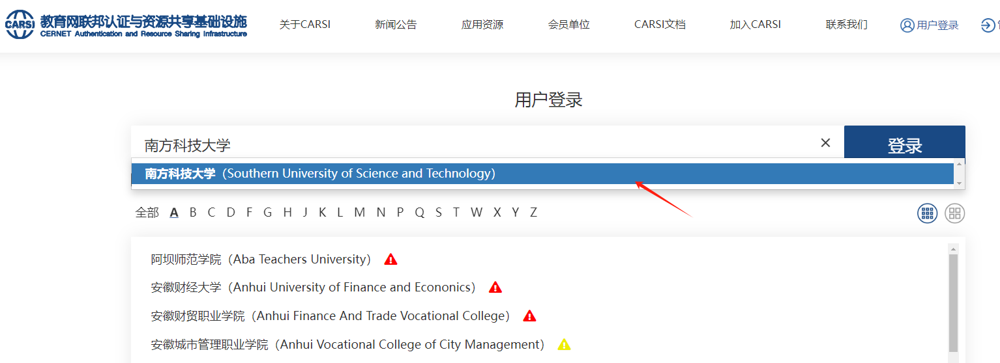 CARSI 教育网联邦认证与资源共享基础设施
CERNET Authentication and Resource Sharing Infrastructure
关于CARSI 新闻公告 应用资源 会员单位 CARSI文档 加入CARSI 联系我们 用户登录
用户登录
南方科技大学 × 登录
南方科技大学（Southern University of Science and Technology）
全部 A B C D F G H J K L M N P Q S T W X Y Z
阿坝师范学院（Aba Teachers University）
安徽财经大学（Anhui University of Finance and Econonics）
安徽财贸职业学院（Anhui Finance And Trade Vocational College）
安徽城市管理职业学院（Anhui Vocational College of City Management）